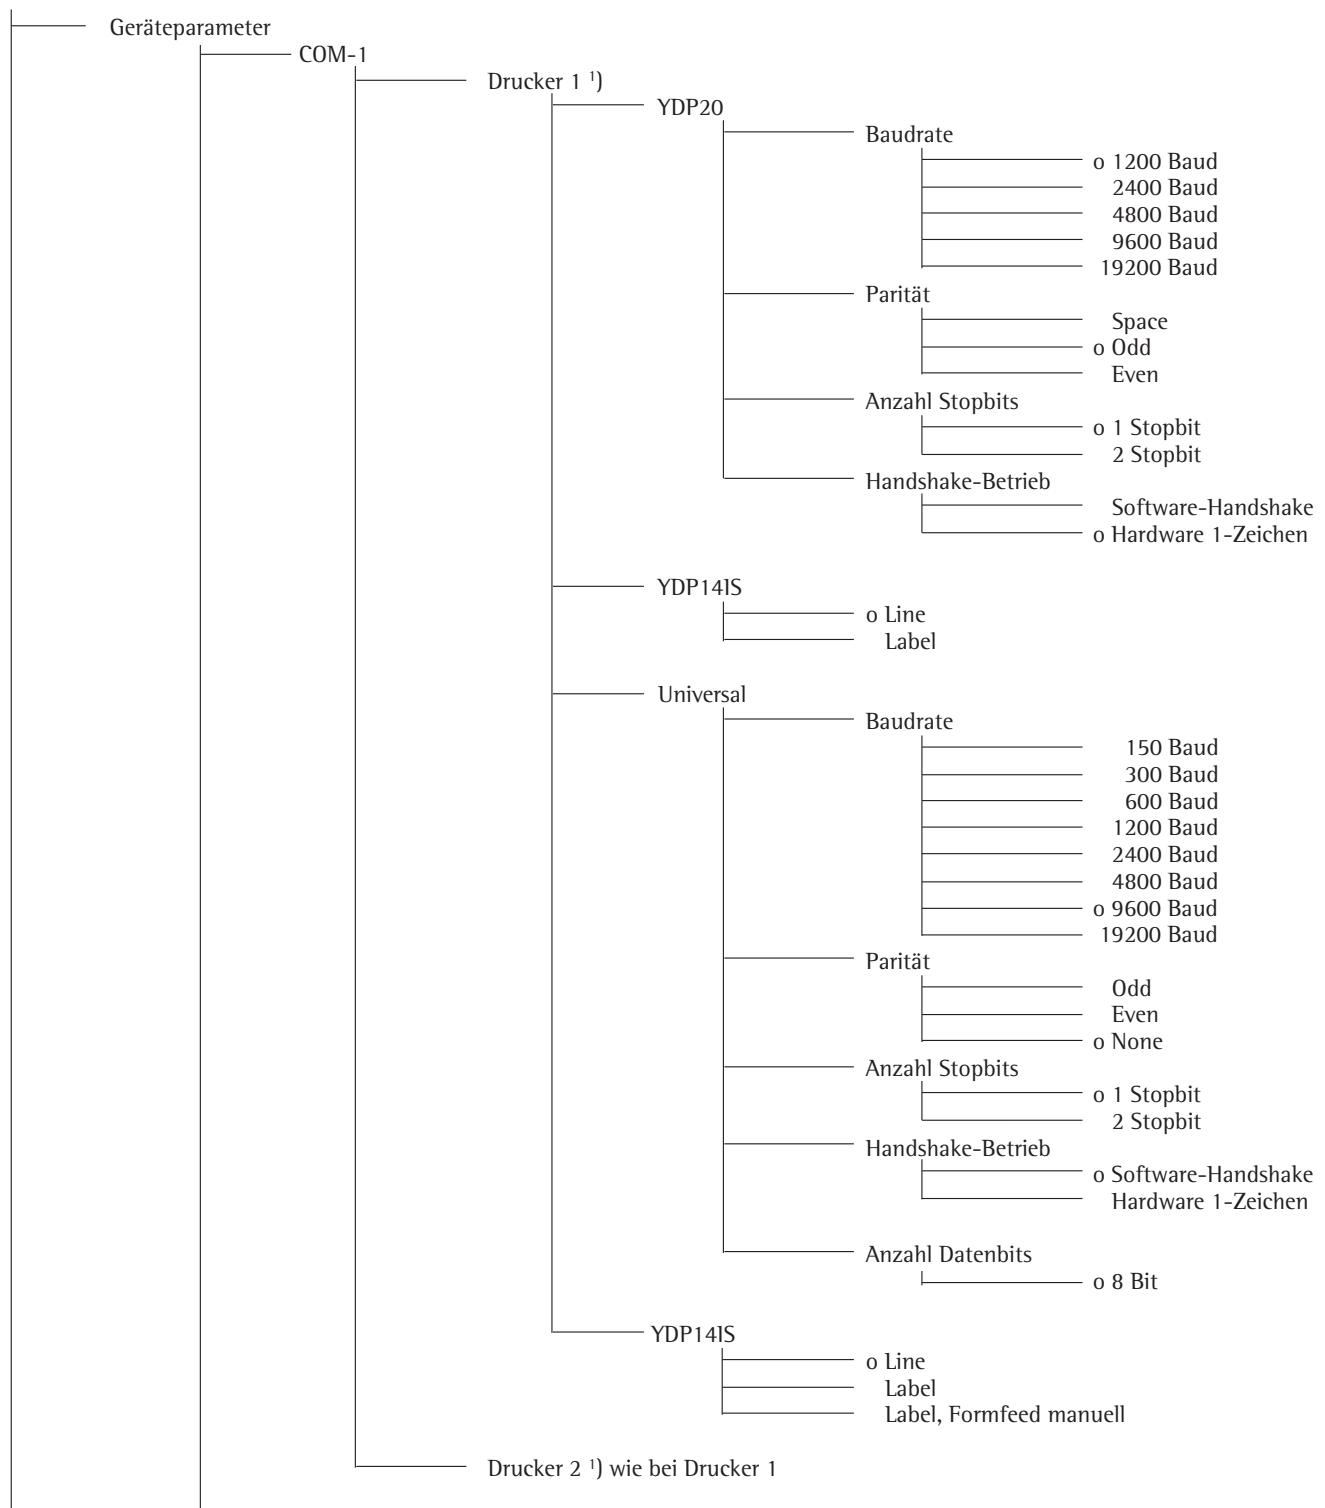 Geräteparameter
COM-1
Drucker 1 ¹)
YDP20
Baudrate
o 1200 Baud
2400 Baud
4800 Baud
9600 Baud
19200 Baud
Parität
Space
o Odd
Even
Anzahl Stopbits
o 1 Stopbit
2 Stopbit
Handshake-Betrieb
Software-Handshake
o Hardware 1-Zeichen
YDP14IS
o Line
Label
Universal
Baudrate
150 Baud
300 Baud
600 Baud
1200 Baud
2400 Baud
4800 Baud
o 9600 Baud
19200 Baud
Parität
Odd
Even
o None
Anzahl Stopbits
o 1 Stopbit
2 Stopbit
Handshake-Betrieb
o Software-Handshake
Hardware 1-Zeichen
Anzahl Datenbits
o 8 Bit
YDP14IS
o Line
Label
Label, Formfeed manuell
Drucker 2 ¹) wie bei Drucker 1